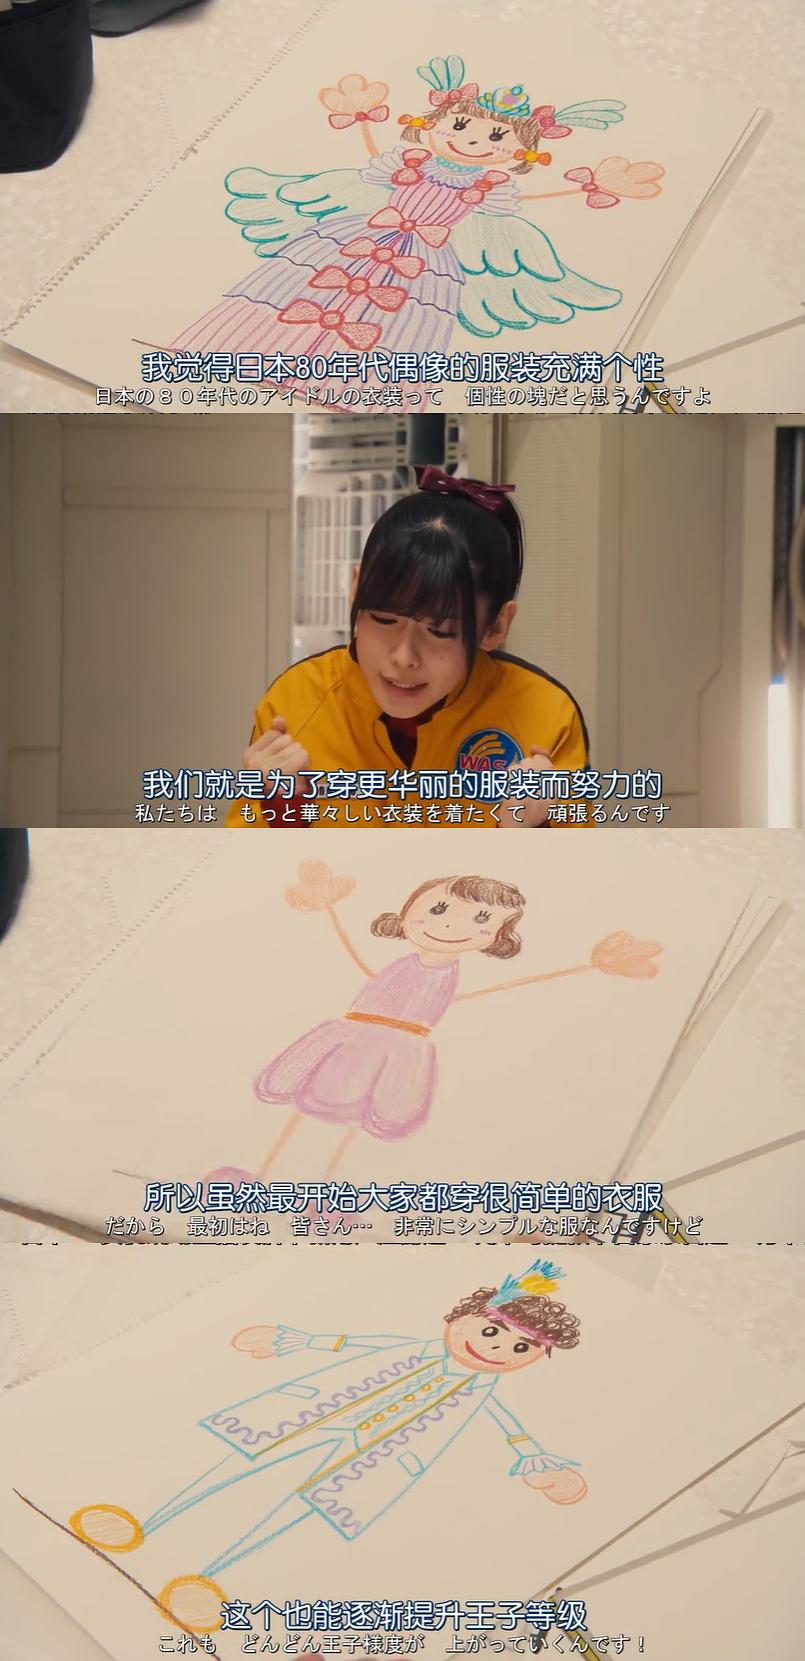 我觉得日本80年代偶像的服装充满个性
日本の８０年代のアイドルの衣装って　個性の塊だと思うんですよ
WAS
我们就是为了穿更华丽的服装而努力的
私たちは　もっと華々しい衣装を着たくて　頑張るんです
所以虽然最开始大家都穿很简单的衣服
だから　最初はね　皆さん…　非常にシンプルな服なんですけど
这个也能逐渐提升王子等级
これも　どんどん王子様度が　上がっていくんです！